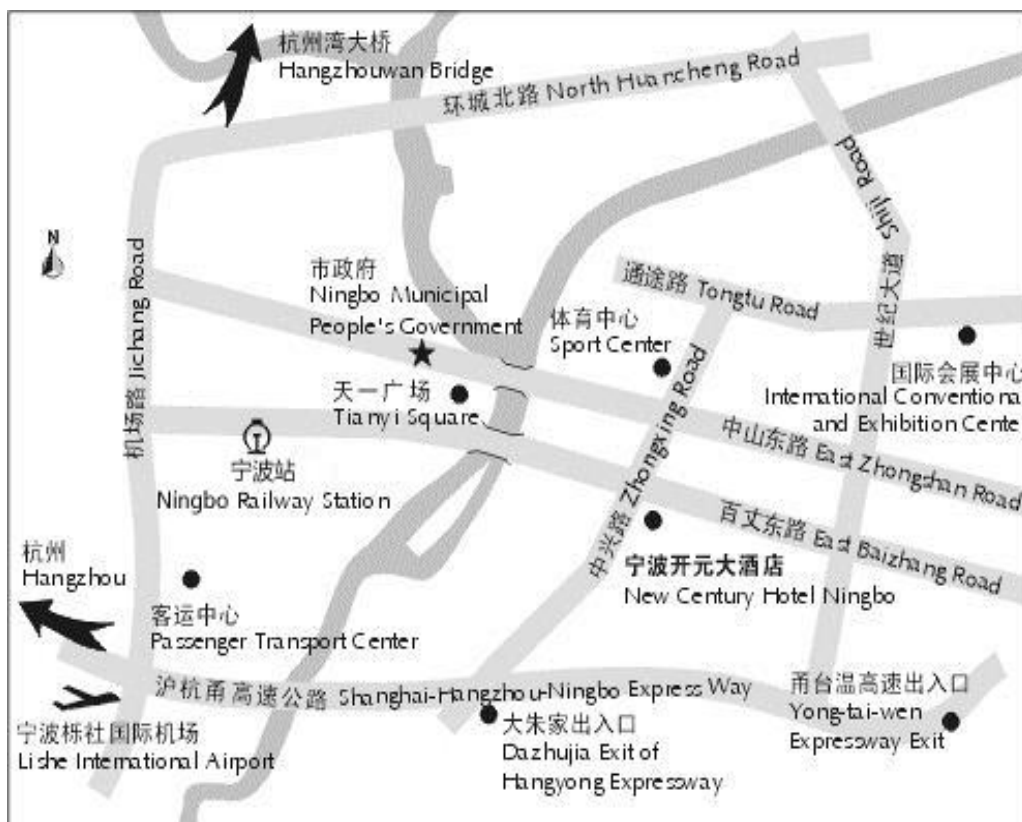 杭州湾大桥
Hangzhouwan Bridge
环城北路 North Huancheng Road
Shiji Road
世纪大道
N
机场路 Jichang Road
市政府
Ningbo Municipal
People's Government
体育中心
Sport Center
通途路 Tongtu Road
国际会展中心
International Conventional
and Exhibition Center
天一广场
Tianyi Square
中山东路 East Zhongshan Road
宁波站
Ningbo Railway Station
中兴路 Zhongxing Road
百丈东路 East Baizhang Road
宁波开元大酒店
New Century Hotel Ningbo
杭州
Hangzhou
客运中心
Passenger Transport Center
沪杭甬高速公路 Shanghai-Hangzhou-Ningbo Express Way
甬台温高速出入口
Yong-tai-wen
Expressway Exit
宁波栎社国际机场
Lishe International Airport
大朱家出入口
Dazhujia Exit of
Hangyong Expressway